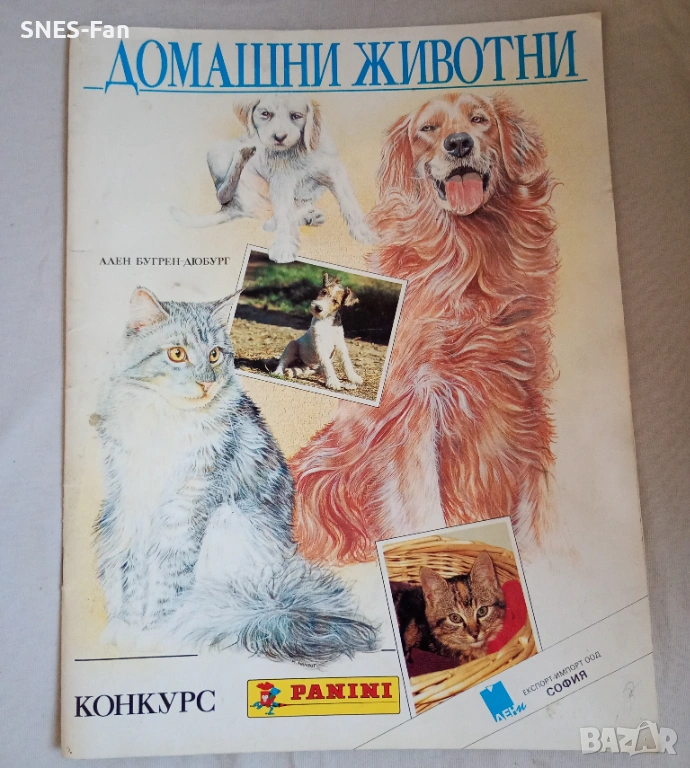 SNES-Fan
ДОМАШНИ ЖИВОТНИ
АЛЕН БУГРЕН-ДЮБУРГ
КОНКУРС
PANINI
ЕКСПОРТ-ИМПОРТ ООД
СОФИЯ
BAZAR